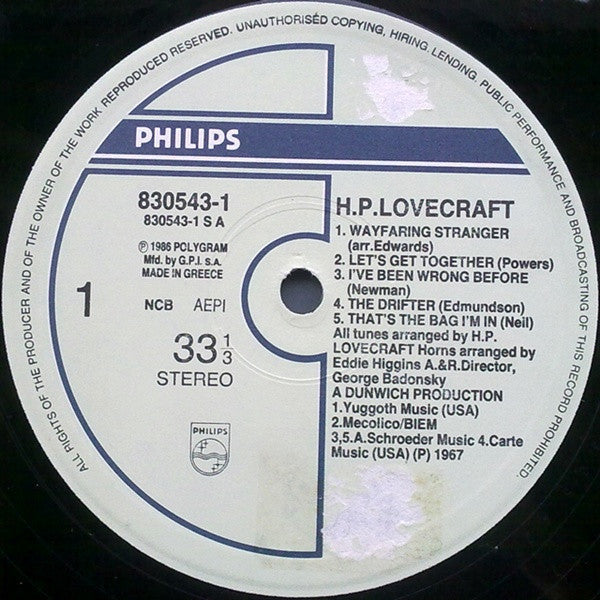 ALL RIGHTS OF THE PRODUCER AND OF THE OWNER OF THE WORK REPRODUCED RESERVED. UNAUTHORISED COPYING, HIRING, LENDING, PUBLIC PERFORMANCE AND BROADCASTING OF THIS RECORD PROHIBITED.
PHILIPS
830543-1
830543-1 S A
℗ 1986 POLYGRAM
Mfd. by G.P.I. s.A.
MADE IN GREECE
1
NCB AEPI
33 1/3
STEREO
PHILIPS
H.P.LOVECRAFT
1. WAYFARING STRANGER
(arr.Edwards)
2. LET'S GET TOGETHER (Powers)
3. I'VE BEEN WRONG BEFORE
(Newman)
4. THE DRIFTER (Edmundson)
5. THAT'S THE BAG I'M IN (Neil)
All tunes arranged by H.P.
LOVECRAFT Horns arranged by
Eddie Higgins A.&R.Director,
George Badonsky
A DUNWICH PRODUCTION
1.Yuggoth Music (USA)
2.Mecolico/BIEM
3,5.A.Schroeder Music 4.Carte
Music (USA) (P) 1967